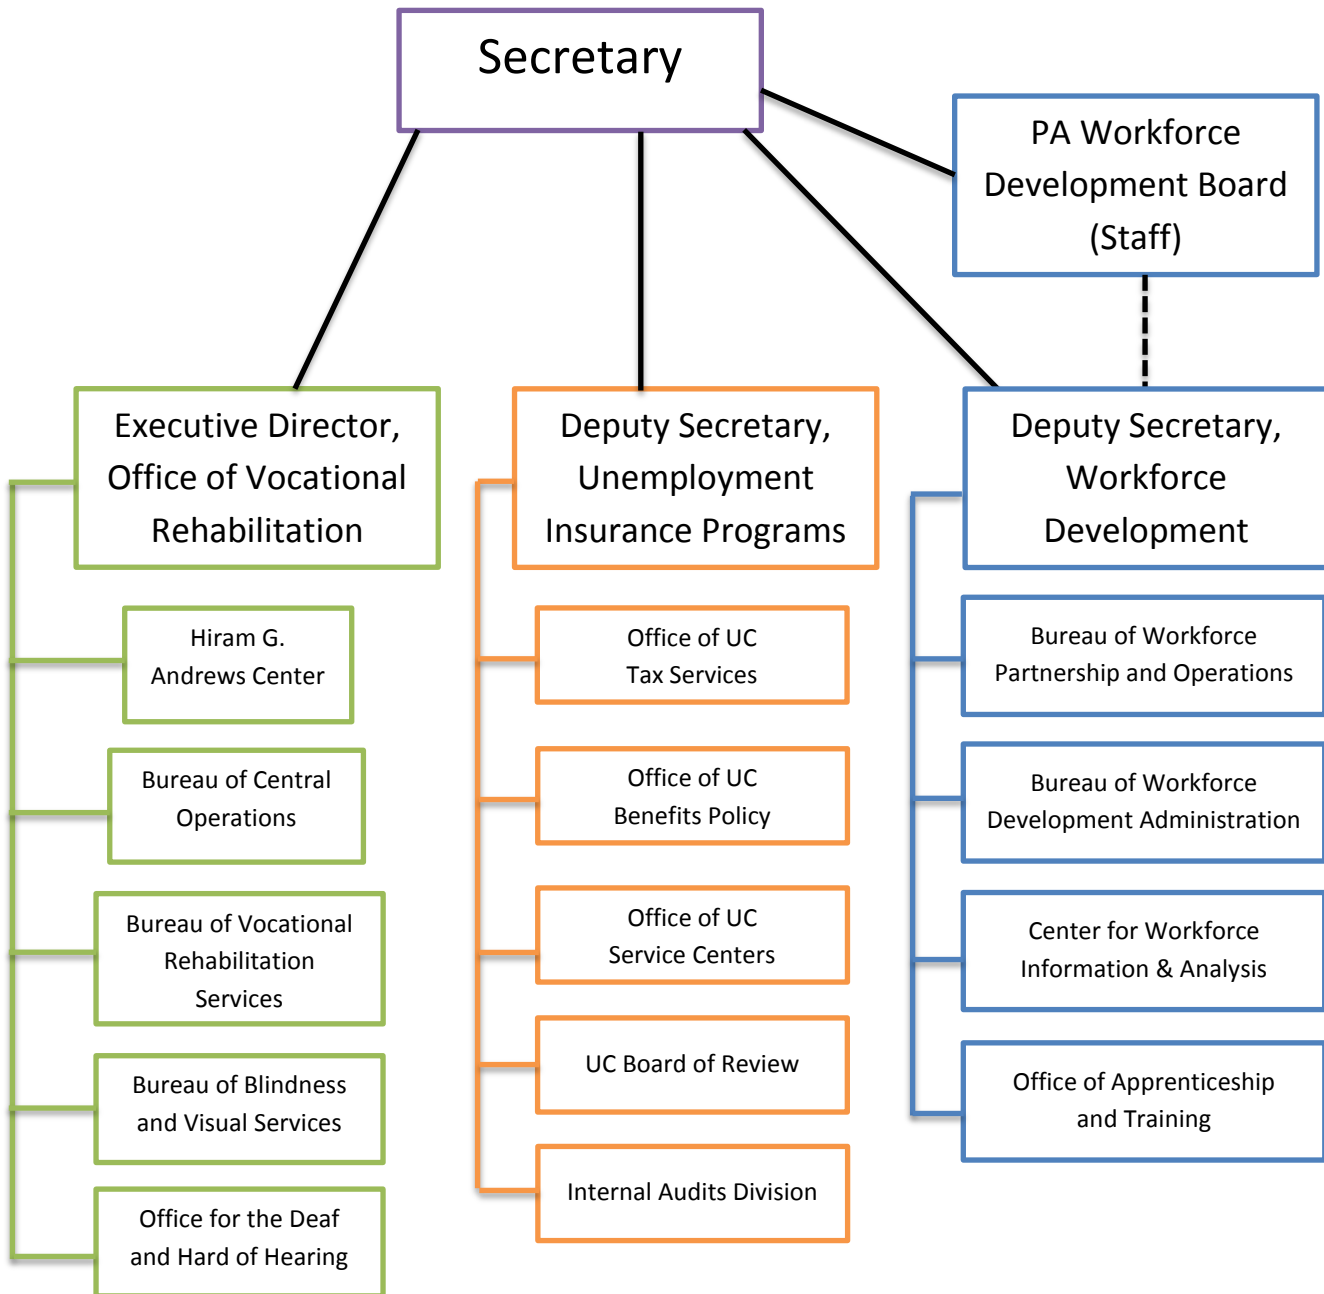 Secretary
PA Workforce
Development Board
(Staff)
Executive Director,
Office of Vocational
Rehabilitation
Hiram G.
Andrews Center
Bureau of Central
Operations
Bureau of Vocational
Rehabilitation
Services
Bureau of Blindness
and Visual Services
Office for the Deaf
and Hard of Hearing
Deputy Secretary,
Unemployment
Insurance Programs
Office of UC
Tax Services
Office of UC
Benefits Policy
Office of UC
Service Centers
UC Board of Review
Internal Audits Division
Deputy Secretary,
Workforce
Development
Bureau of Workforce
Partnership and Operations
Bureau of Workforce
Development Administration
Center for Workforce
Information & Analysis
Office of Apprenticeship
and Training